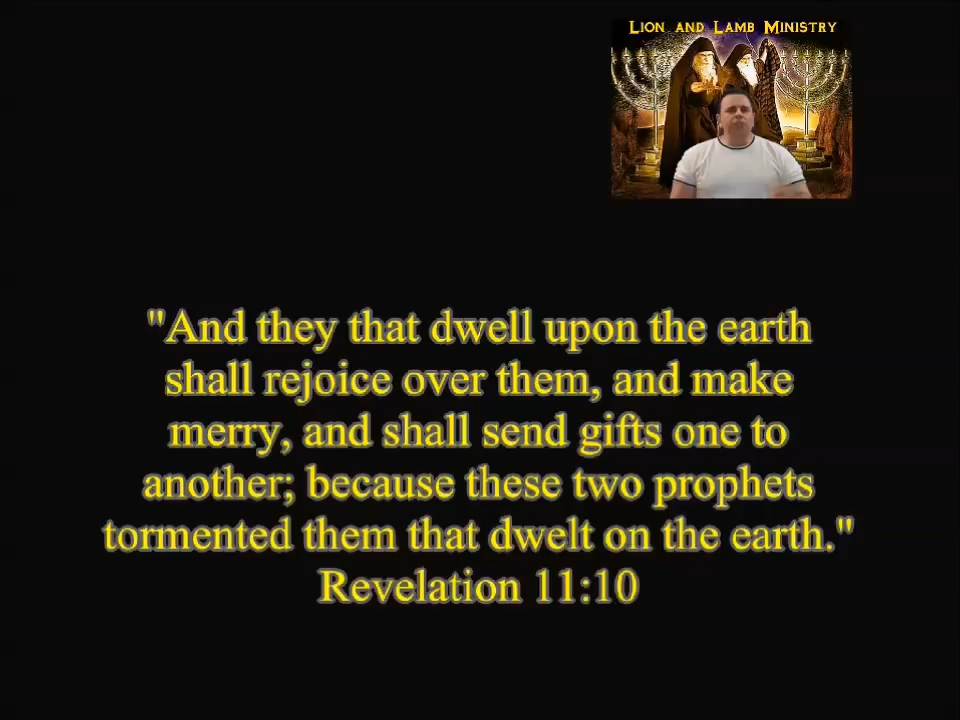 LION AND LAMB MINISTRY
"And they that dwell upon the earth
shall rejoice over them, and make
merry, and shall send gifts one to
another; because these two prophets
tormented them that dwelt on the earth."
Revelation 11:10